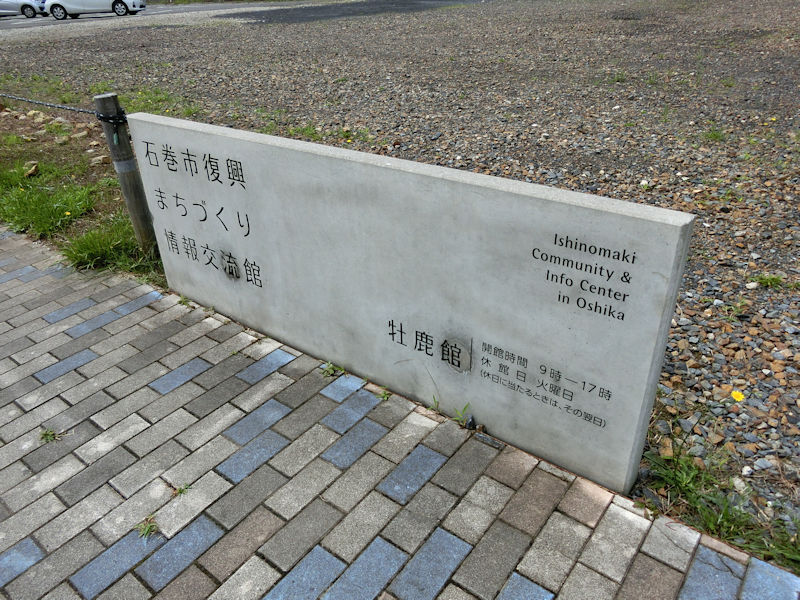 石巻市復興
まちづくり
情報交流館
Ishinomaki
Community &
Info Center
in Oshika
牡鹿館
開館時間 9時—17時
休館日 火曜日
(休日に当たるときは、その翌日)